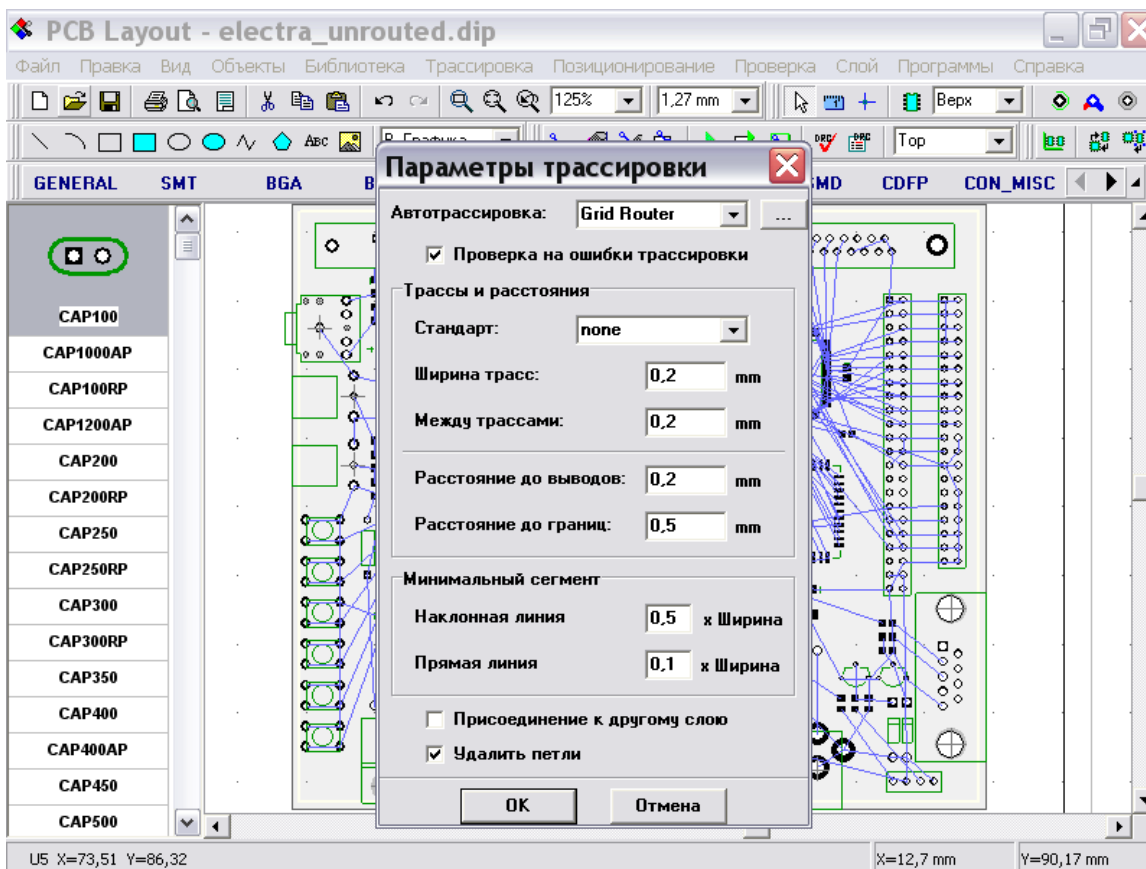 PCB Layout - electra_unrouted.dip
Файл Правка Вид Объекты Библиотека Трассировка Позиционирование Проверка Слой Программы Справка
125% 1,27 mm Верх
Abc DRC DRC Top
GENERAL SMT BGA CDFP CON_MISC
Параметры трассировки
Автотрассировка: Grid Router ...
Проверка на ошибки трассировки
Трассы и расстояния
Стандарт: none
Ширина трасс: 0,2 mm
Между трассами: 0,2 mm
Расстояние до выводов: 0,2 mm
Расстояние до границ: 0,5 mm
Минимальный сегмент
Наклонная линия 0,5 x Ширина
Прямая линия 0,1 x Ширина
Присоединение к другому слою
Удалить петли
OK Отмена
CAP100
CAP1000AP
CAP100RP
CAP1200AP
CAP200
CAP200RP
CAP250
CAP250RP
CAP300
CAP300RP
CAP350
CAP400
CAP400AP
CAP450
CAP500
U5 X=73,51 Y=86,32 X=12,7 mm Y=90,17 mm